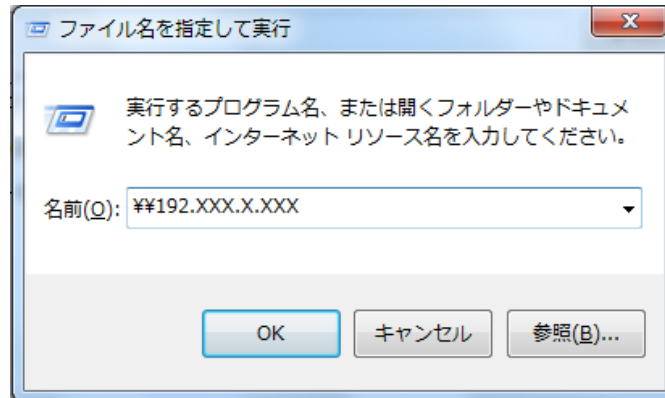 ファイル名を指定して実行
X
実行するプログラム名、または開くフォルダーやドキュメ
ント名、インターネット リソース名を入力してください。
名前(O): ¥¥192.XXX.X.XXX
OK キャンセル 参照(B)...